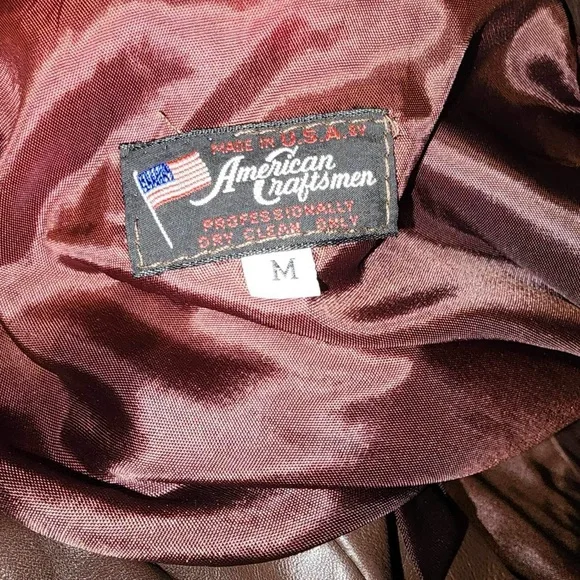 MADE IN U.S.A. BY
American
Craftsmen
PROFESSIONALLY
DRY CLEAN ONLY
M